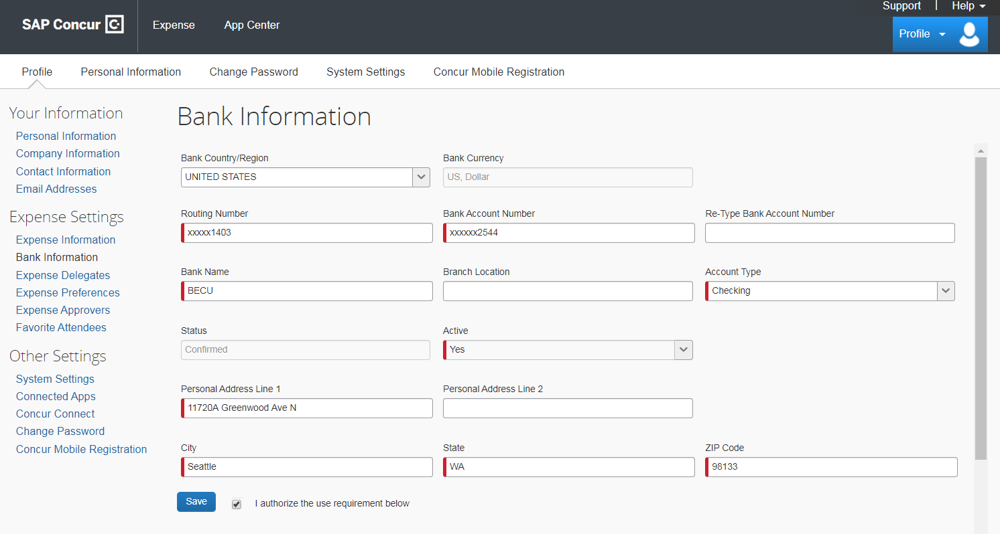 Support | Help
SAP Concur C Expense App Center
Profile
Profile Personal Information Change Password System Settings Concur Mobile Registration
Your Information
Personal Information
Company Information
Contact Information
Email Addresses
Expense Settings
Expense Information
Bank Information
Expense Delegates
Expense Preferences
Expense Approvers
Favorite Attendees
Other Settings
System Settings
Connected Apps
Concur Connect
Change Password
Concur Mobile Registration
Bank Information
Bank Country/Region Bank Currency
UNITED STATES US, Dollar
Routing Number Bank Account Number Re-Type Bank Account Number
xxxxx1403 xxxxxx2544
Bank Name Branch Location Account Type
BECU Checking
Status Active
Confirmed Yes
Personal Address Line 1 Personal Address Line 2
11720A Greenwood Ave N
City State ZIP Code
Seattle WA 98133
Save I authorize the use requirement below